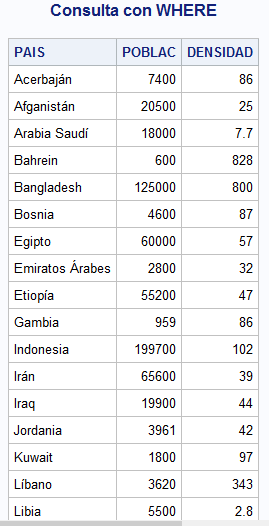 Consulta con WHERE
PAIS POBLAC DENSIDAD
Acerbaján 7400 86
Afganistán 20500 25
Arabia Saudí 18000 7.7
Bahrein 600 828
Bangladesh 125000 800
Bosnia 4600 87
Egipto 60000 57
Emiratos Árabes 2800 32
Etiopía 55200 47
Gambia 959 86
Indonesia 199700 102
Irán 65600 39
Iraq 19900 44
Jordania 3961 42
Kuwait 1800 97
Líbano 3620 343
Libia 5500 2.8